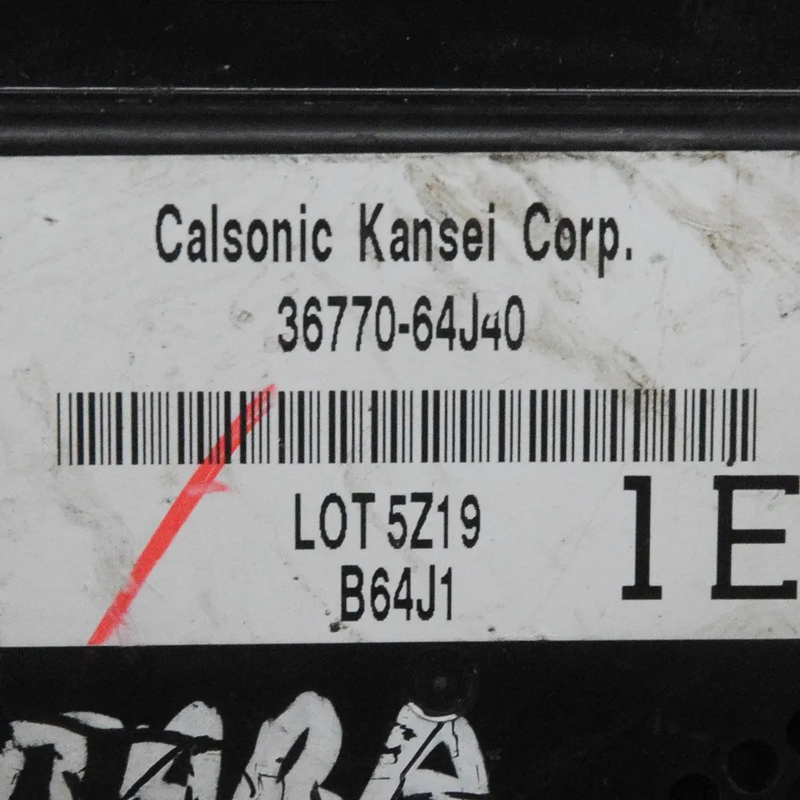 Calsonic Kansei Corp.
36770-64J40
LOT 5Z19
1E
B64J1